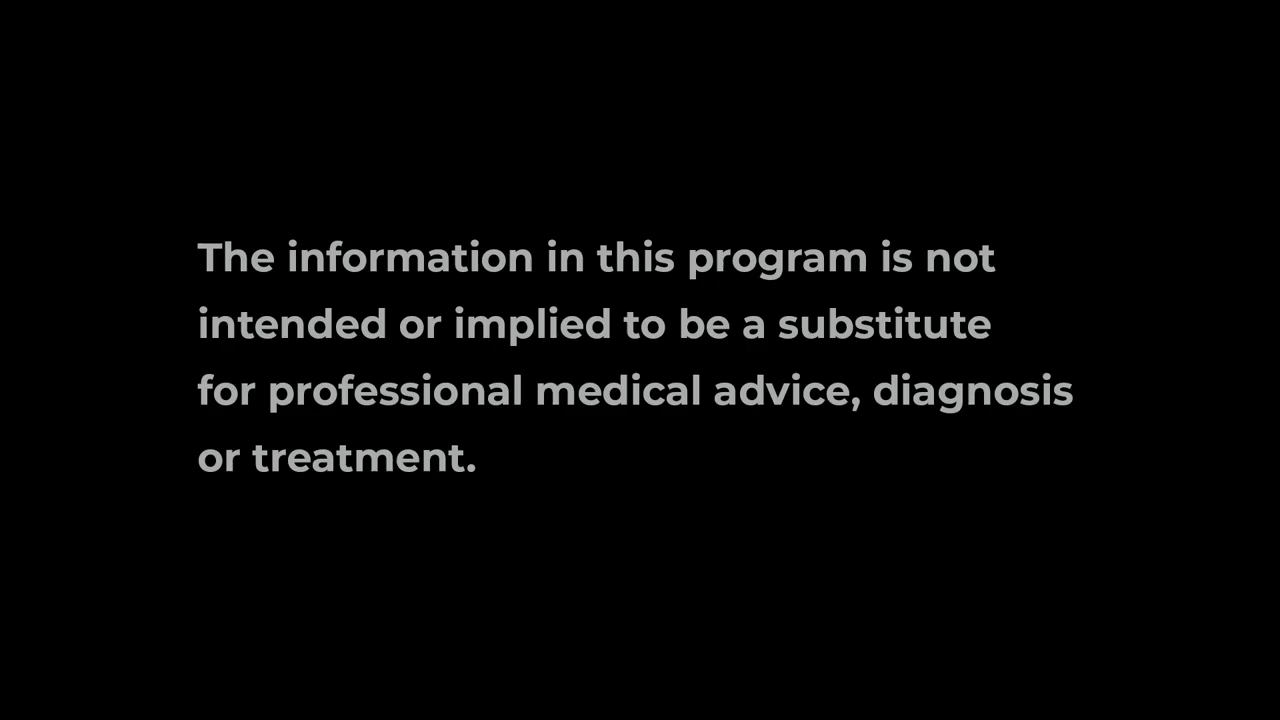 The information in this program is not
intended or implied to be a substitute
for professional medical advice, diagnosis
or treatment.